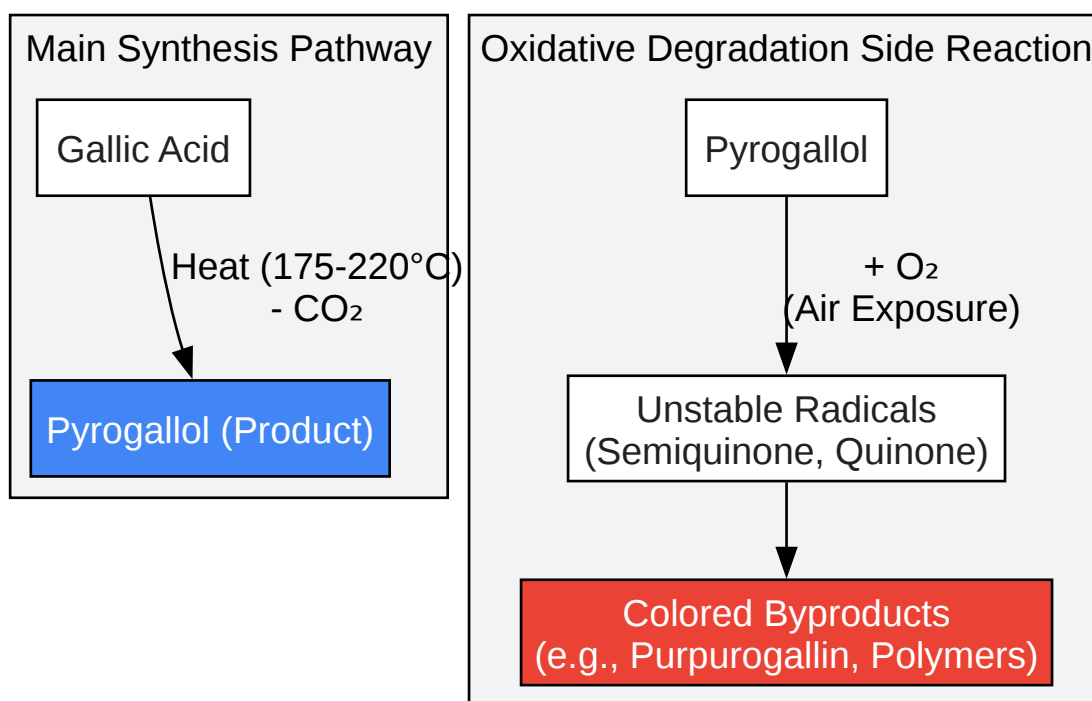 Main Synthesis Pathway
Gallic Acid
Heat (175-220°C)
- CO₂
Pyrogallol (Product)
Oxidative Degradation Side Reaction
Pyrogallol
+ O₂
(Air Exposure)
Unstable Radicals
(Semiquinone, Quinone)
Colored Byproducts
(e.g., Purpurogallin, Polymers)